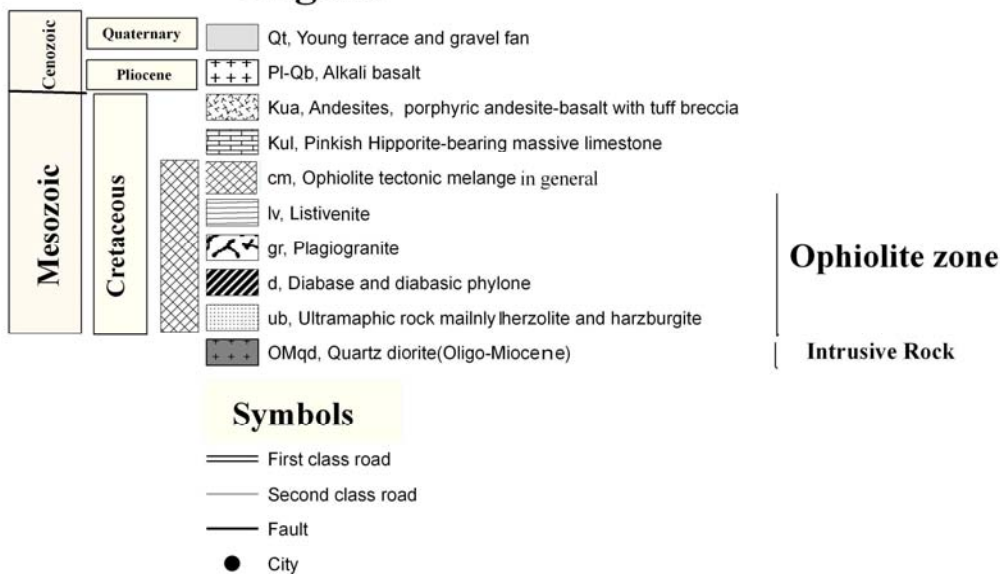 Cenozoic
Quaternary
Qt, Young terrace and gravel fan
Pliocene
Pl-Qb, Alkali basalt
Mesozoic
Cretaceous
Kua, Andesites, porphyric andesite-basalt with tuff breccia
Kul, Pinkish Hipporite-bearing massive limestone
cm, Ophiolite tectonic melange in general
lv, Listivenite
gr, Plagiogranite
d, Diabase and diabasic phylone
ub, Ultramaphic rock mailnly lherzolite and harzburgite
Ophiolite zone
OMqd, Quartz diorite(Oligo-Miocene)
Intrusive Rock
Symbols
First class road
Second class road
Fault
City